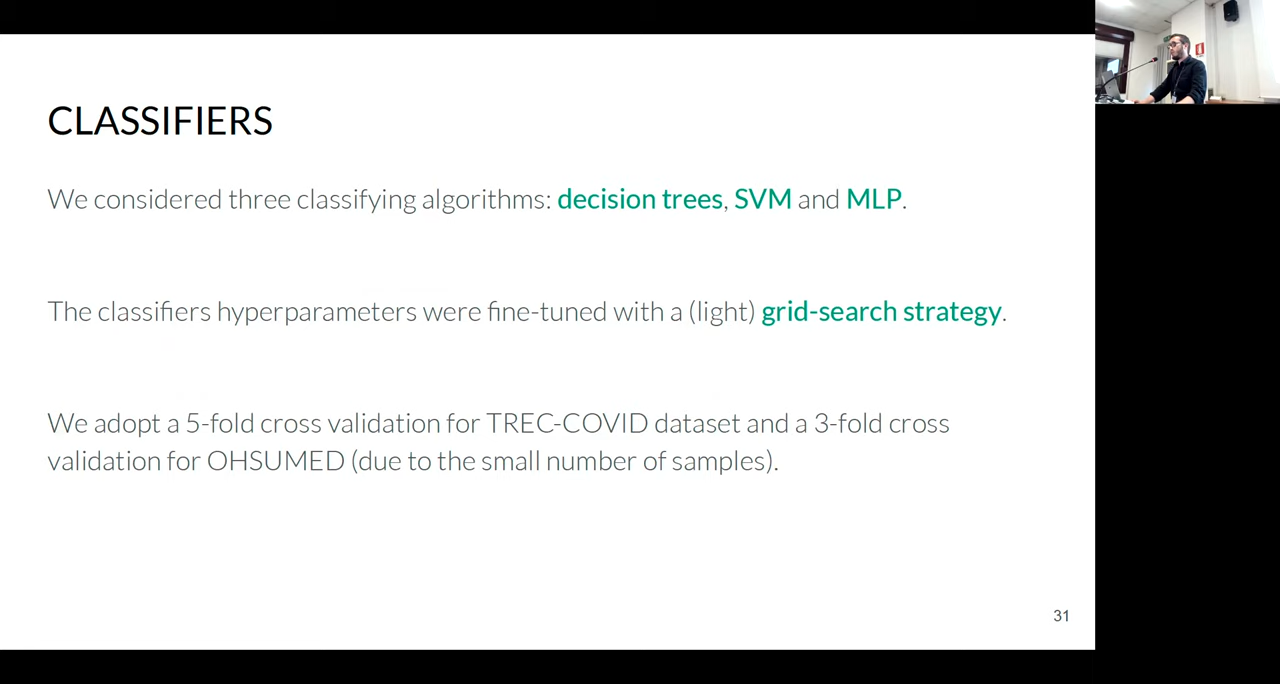 CLASSIFIERS
We considered three classifying algorithms: decision trees, SVM and MLP.
The classifiers hyperparameters were fine-tuned with a (light) grid-search strategy.
We adopt a 5-fold cross validation for TREC-COVID dataset and a 3-fold cross
validation for OHSUMED (due to the small number of samples).
31